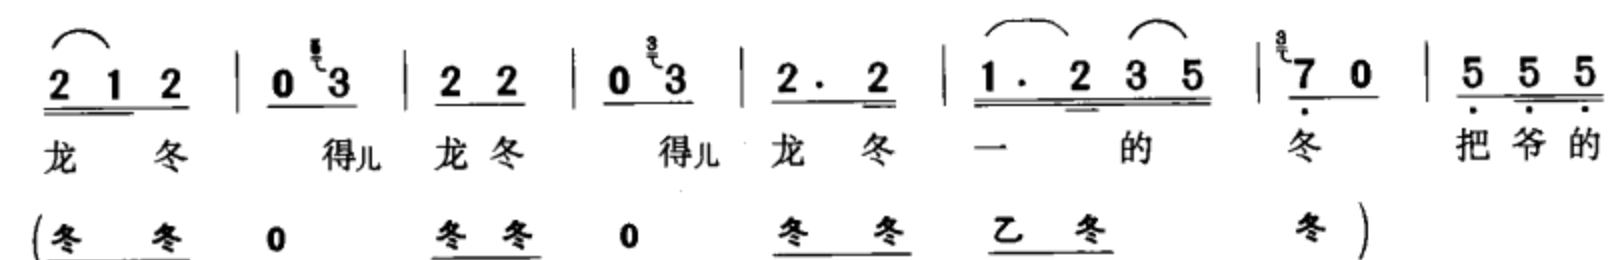 2 1 2 | 0 3 | 2 2 | 0 3 3 | 2 . 2 | 1 . 2 3 5 | 3 7 0 | 5 5 5
龙 冬 得儿 龙 冬 得儿 龙 冬 一 的 冬 把 爷 的
(冬 冬 0 冬 冬 0 冬 冬 乙 冬 冬)